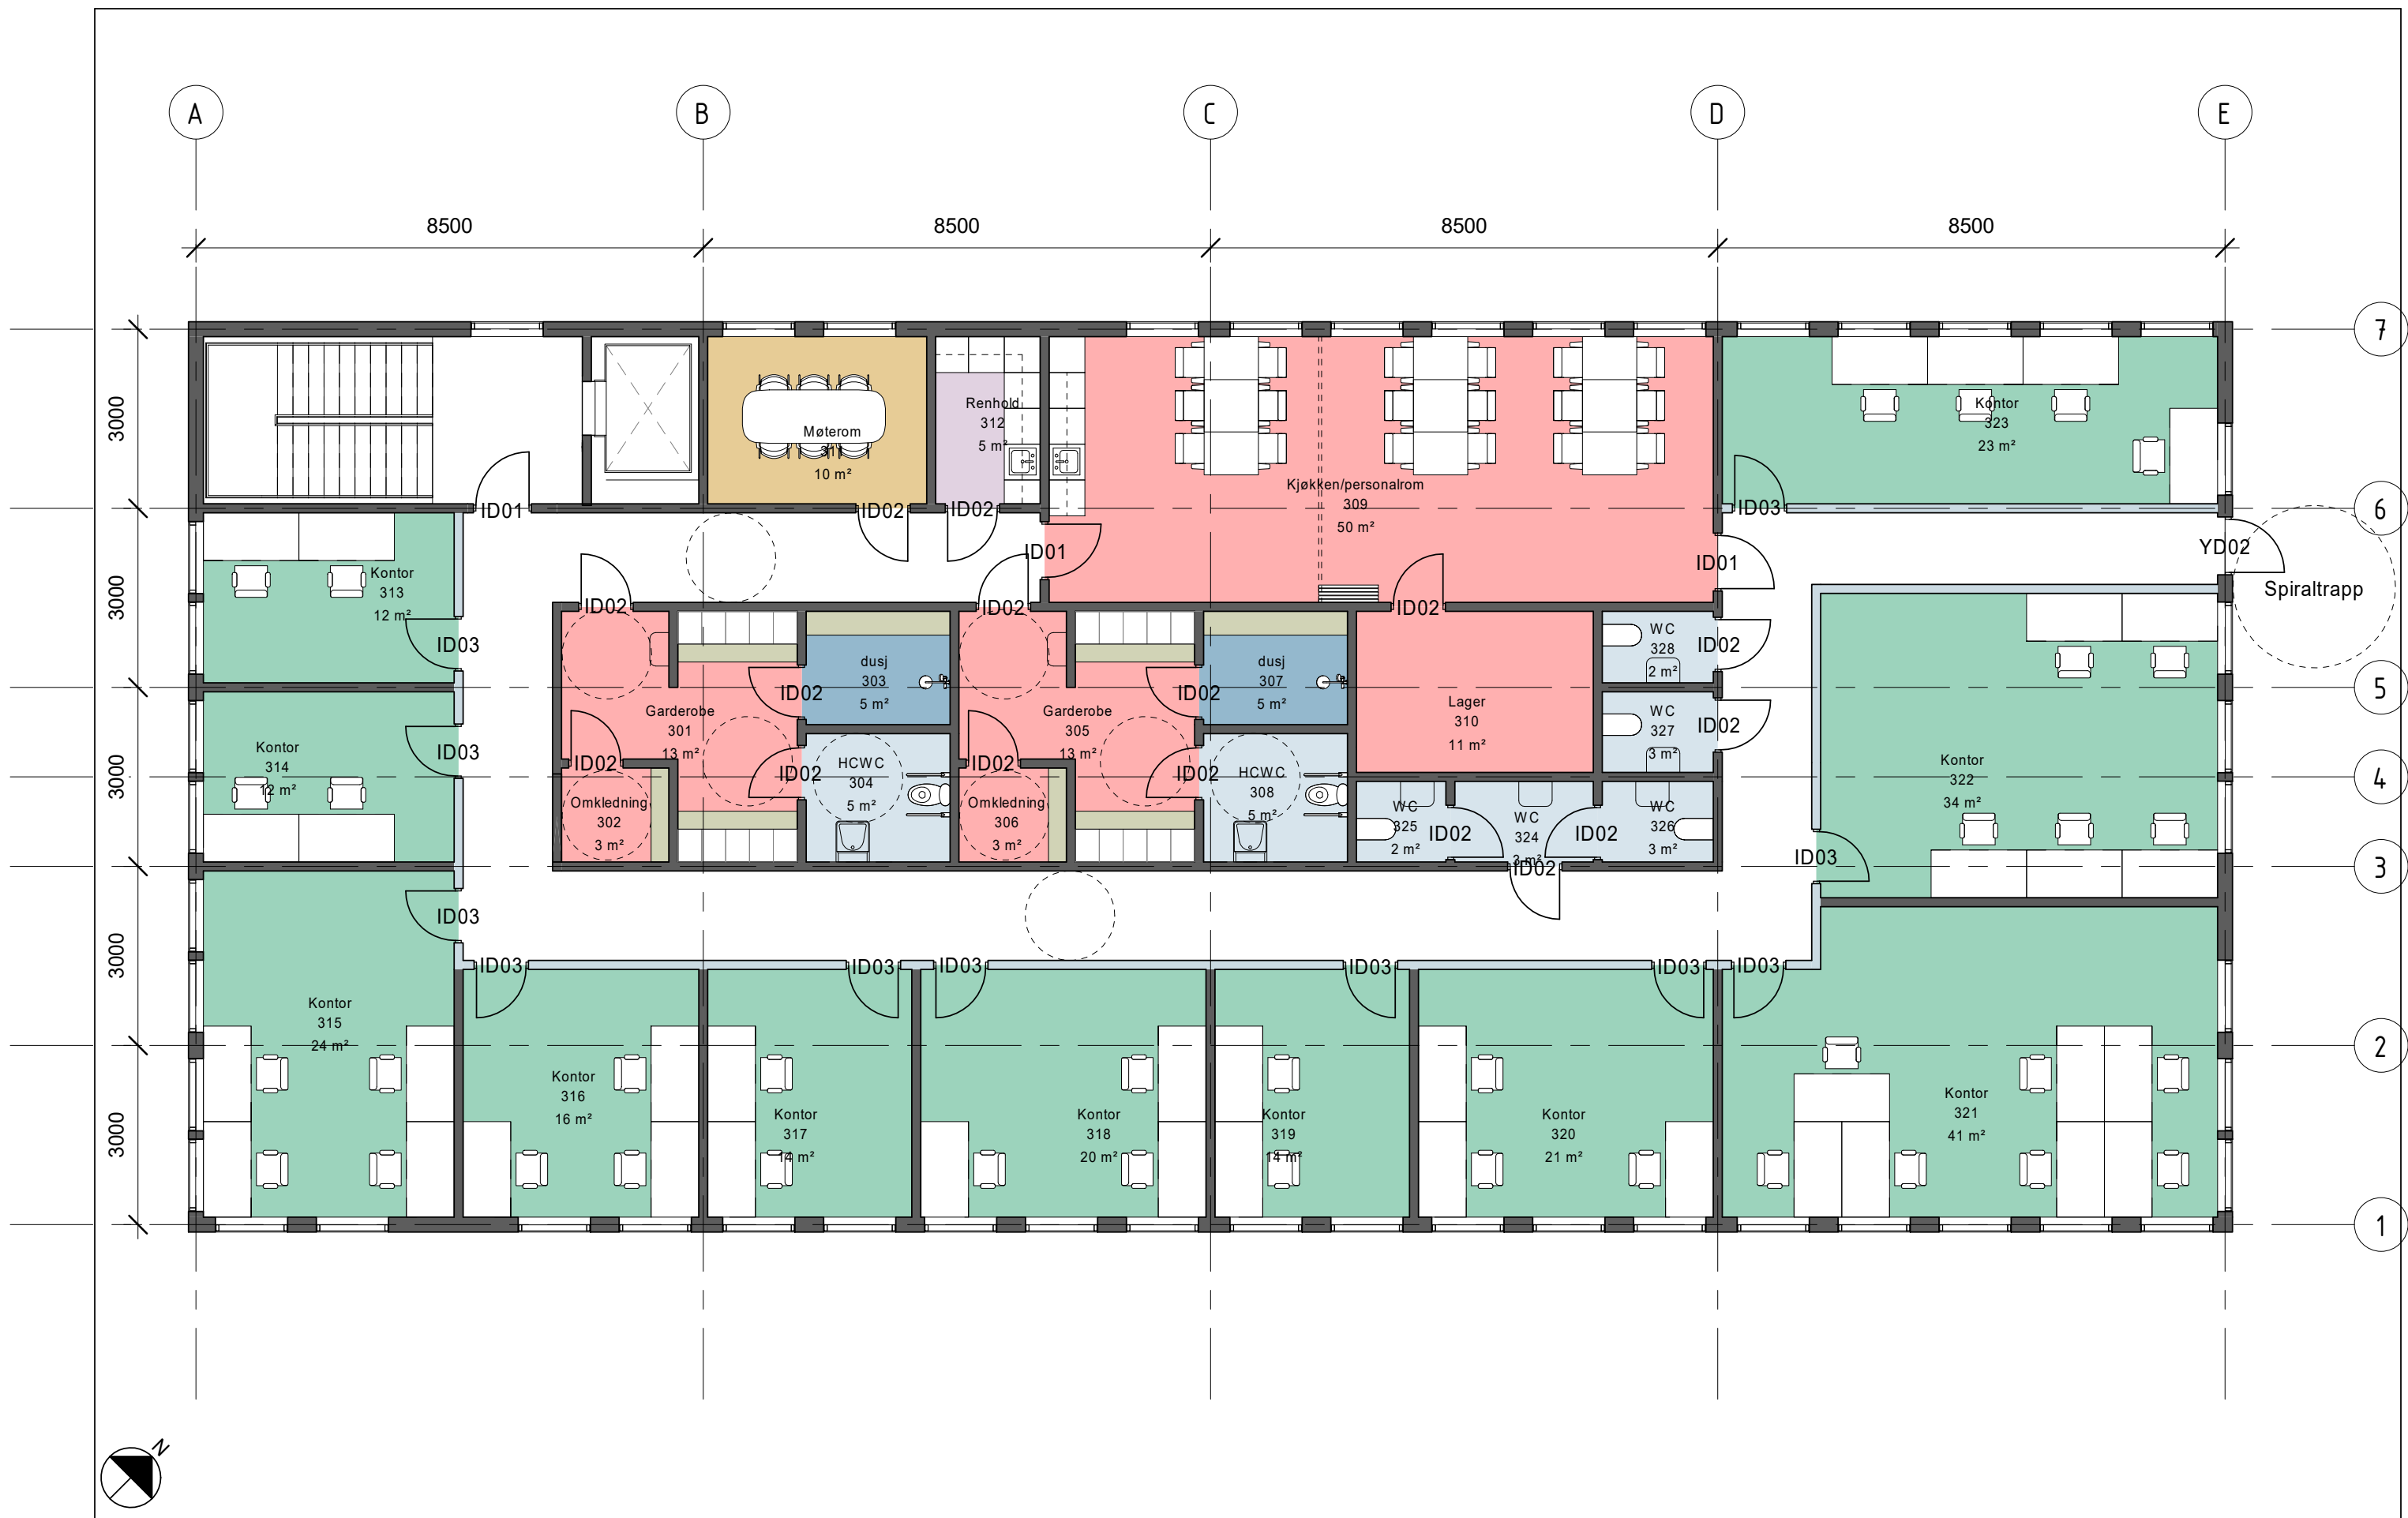 A
B
C
D
E
8500
8500
8500
8500
7
6
5
4
3
2
1
3000
3000
3000
3000
3000
Møterom
10 m²
Renhold
312
5 m²
Kjøkken/personalrom
309
50 m²
Kontor
323
23 m²
ID01
ID02
ID02
ID01
ID03
ID01
YD02
Spiraltrapp
Kontor
313
12 m²
ID03
ID02
ID02
ID02
WC
328
2 m²
ID02
dusj
303
5 m²
ID02
dusj
307
5 m²
ID02
Garderobe
301
13 m²
Garderobe
305
13 m²
Lager
310
11 m²
WC
327
3 m²
ID02
Kontor
314
12 m²
ID03
ID02
ID02
ID02
ID02
HCWC
304
5 m²
HCWC
308
5 m²
Kontor
322
34 m²
Omkledning
302
3 m²
Omkledning
306
3 m²
WC
325
2 m²
ID02
WC
324
3 m²
ID02
ID02
WC
326
3 m²
ID03
ID03
ID03
ID03
ID03
ID03
ID03
ID03
Kontor
315
24 m²
Kontor
316
16 m²
Kontor
317
14 m²
Kontor
318
20 m²
Kontor
319
14 m²
Kontor
320
21 m²
Kontor
321
41 m²
N